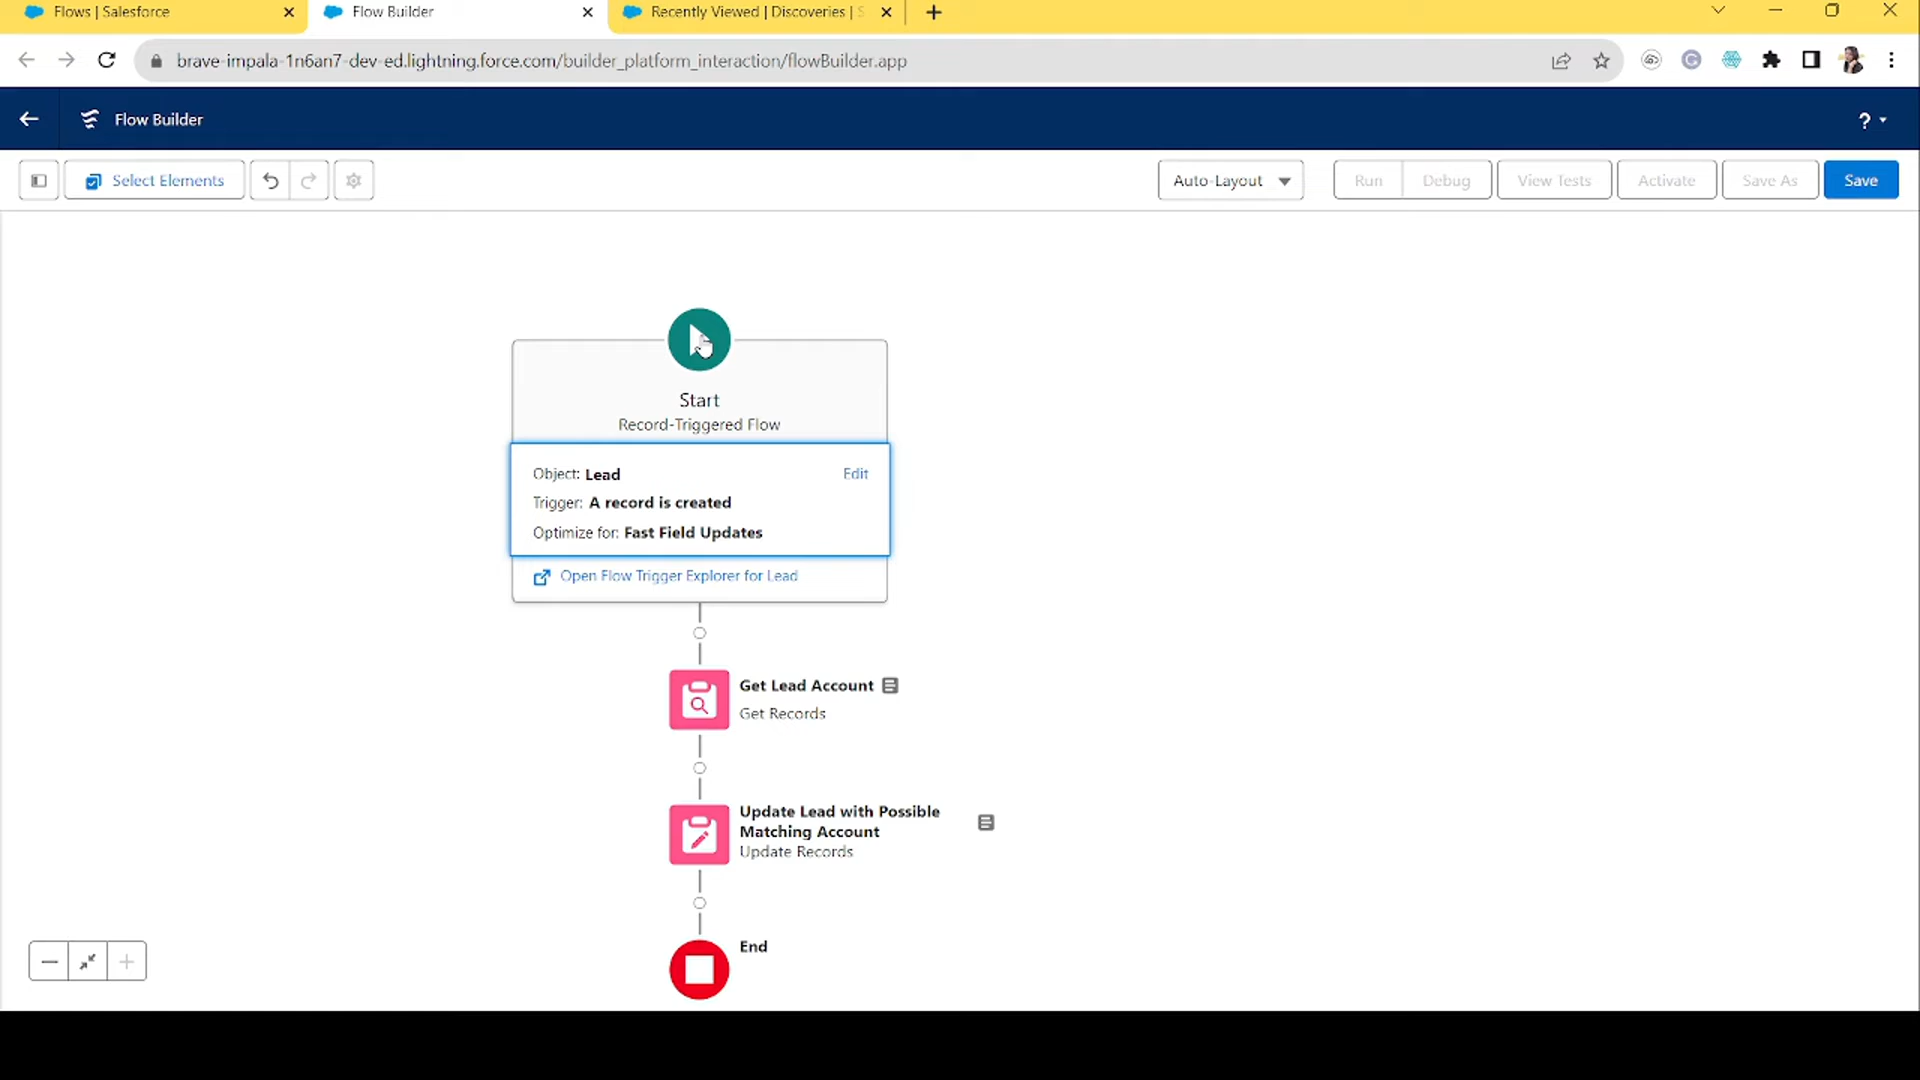 Flows | Salesforce
Flow Builder
Recently Viewed | Discoveries | S
brave-impala-1n6an7-dev-ed.lightning.force.com/builder_platform_interaction/flowBuilder.app
Flow Builder
?
Select Elements
Auto-Layout
Run
Debug
View Tests
Activate
Save As
Save
Start
Record-Triggered Flow
Object: Lead
Edit
Trigger: A record is created
Optimize for: Fast Field Updates
Open Flow Trigger Explorer for Lead
Get Lead Account
Get Records
Update Lead with Possible
Matching Account
Update Records
End